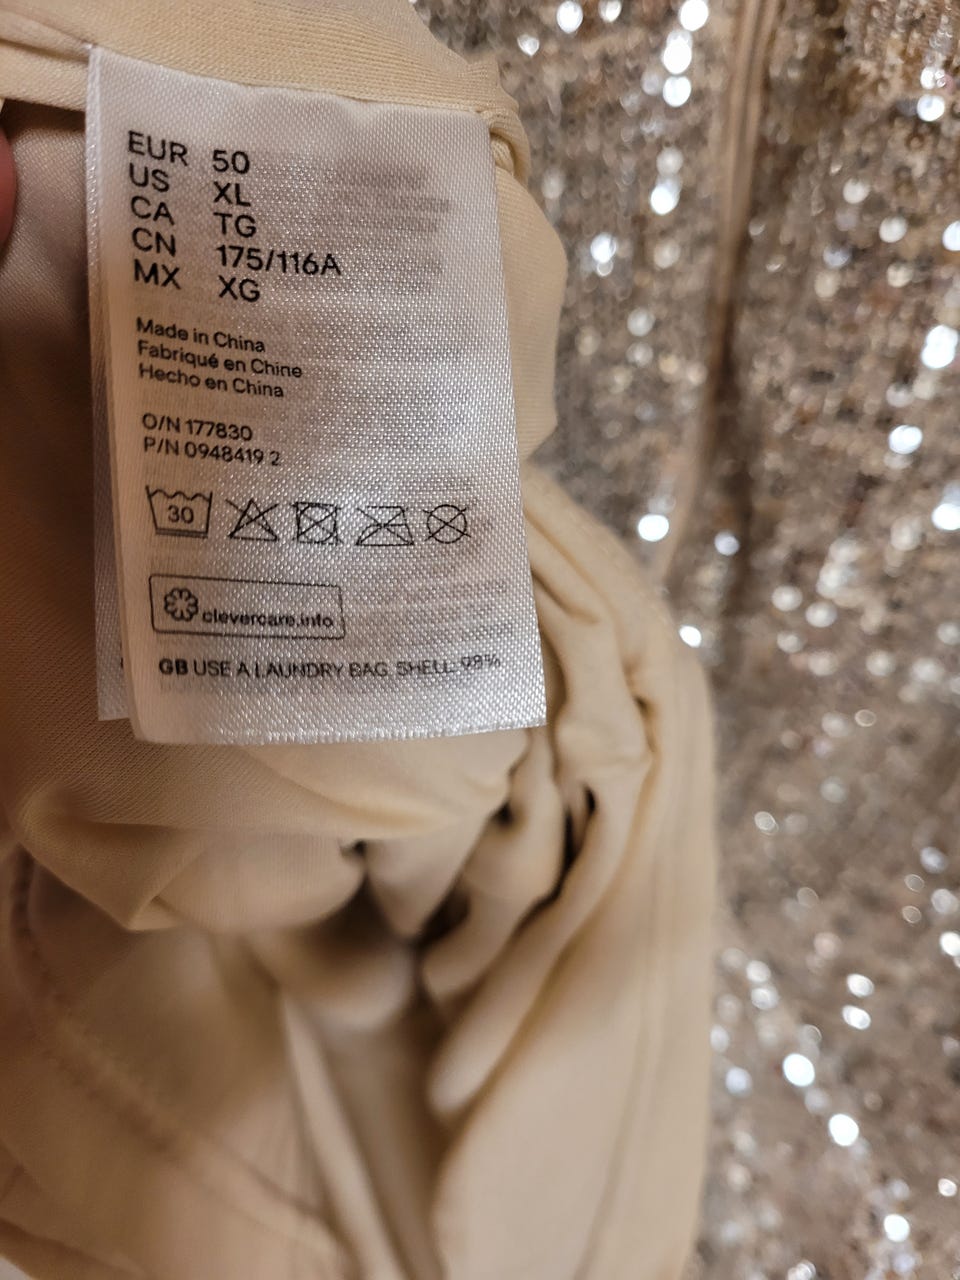 EUR 50
US XL
CA TG
CN 175/116A
MX XG
Made in China
Fabriqué en Chine
Hecho en China
O/N 177830
P/N 0948419 2
30
clevercare.info
GB USE A LAUNDRY BAG. SHELL: 98%